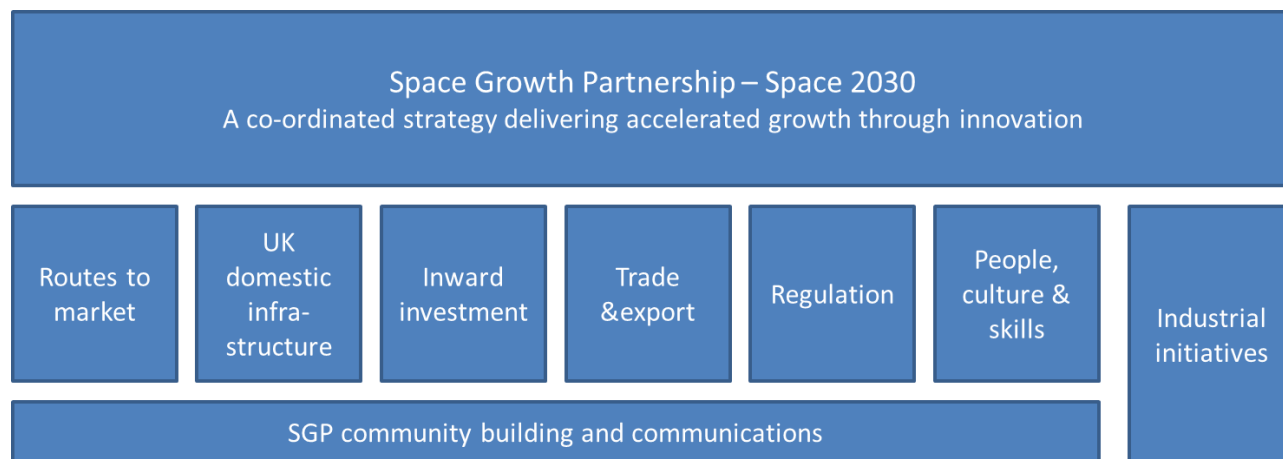 Space Growth Partnership – Space 2030
A co-ordinated strategy delivering accelerated growth through innovation
Routes to
market
UK
domestic
infra-
structure
Inward
investment
Trade
&export
Regulation
People,
culture &
skills
Industrial
initiatives
SGP community building and communications